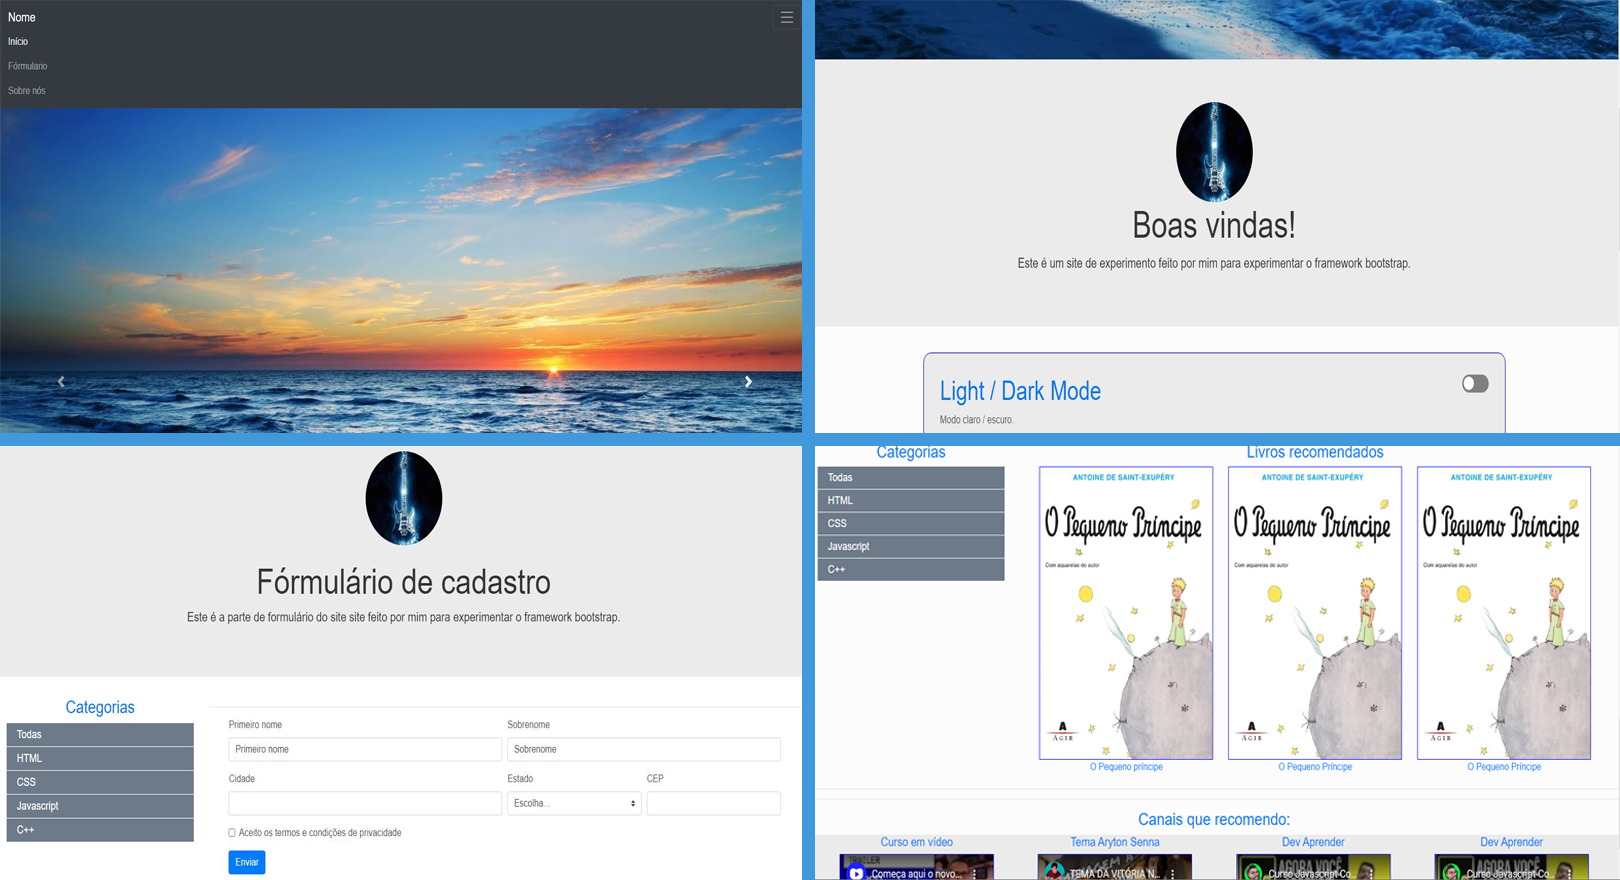 Nome
Início
Fórmulario
Sobre nós
Boas vindas!
Este é um site de experimento feito por mim para experimentar o framework bootstrap.
Light / Dark Mode
Modo claro / escuro.
Fórmulário de cadastro
Este é a parte de formulário do site site feito por mim para experimentar o framework bootstrap.
Categorias
Todas
HTML
CSS
Javascript
C++
Primeiro nome
Sobrenome
Primeiro nome
Sobrenome
Cidade
Estado
CEP
Escolha...
Aceito os termos e condições de privacidade
Enviar
Categorias
Todas
HTML
CSS
Javascript
C++
Livros recomendados
ANTOINE DE SAINT-EXUPÉRY
O Pequeno Príncipe
Com aquarelas do autor
A
AGIR
O Pequeno príncipe
ANTOINE DE SAINT-EXUPÉRY
O Pequeno Príncipe
Com aquarelas do autor
A
AGIR
O Pequeno Príncipe
ANTOINE DE SAINT-EXUPÉRY
O Pequeno Príncipe
Com aquarelas do autor
A
AGIR
O Pequeno Príncipe
Canais que recomendo:
Curso em vídeo
TRAILER
Começa aqui o novo...
Tema Aryton Senna
TEMA DA VITÓRIA N...
Dev Aprender
AGORA VOCÊ
Curso Javascript Co...
Dev Aprender
AGORA VOCÊ
Curso Javascript Co...